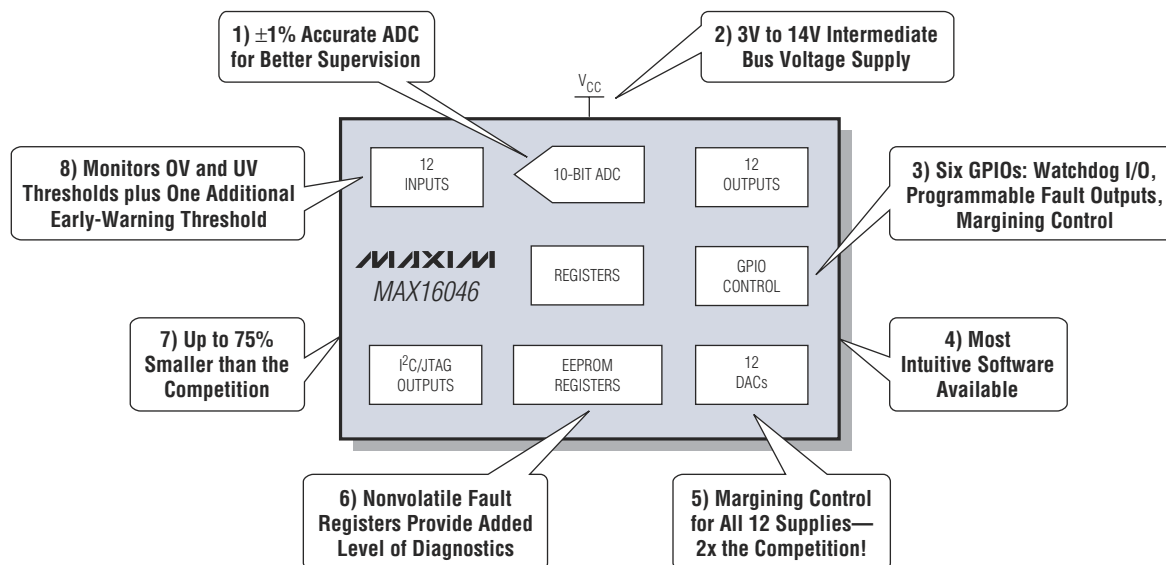 1) ±1% Accurate ADC
for Better Supervision
2) 3V to 14V Intermediate
Bus Voltage Supply
VCC
8) Monitors OV and UV
Thresholds plus One Additional
Early-Warning Threshold
12
INPUTS
10-BIT ADC
12
OUTPUTS
3) Six GPIOs: Watchdog I/O,
Programmable Fault Outputs,
Margining Control
MAXIM
MAX16046
REGISTERS
GPIO
CONTROL
7) Up to 75%
Smaller than the
Competition
I²C/JTAG
OUTPUTS
EEPROM
REGISTERS
12
DACs
4) Most
Intuitive Software
Available
6) Nonvolatile Fault
Registers Provide Added
Level of Diagnostics
5) Margining Control
for All 12 Supplies—
2x the Competition!